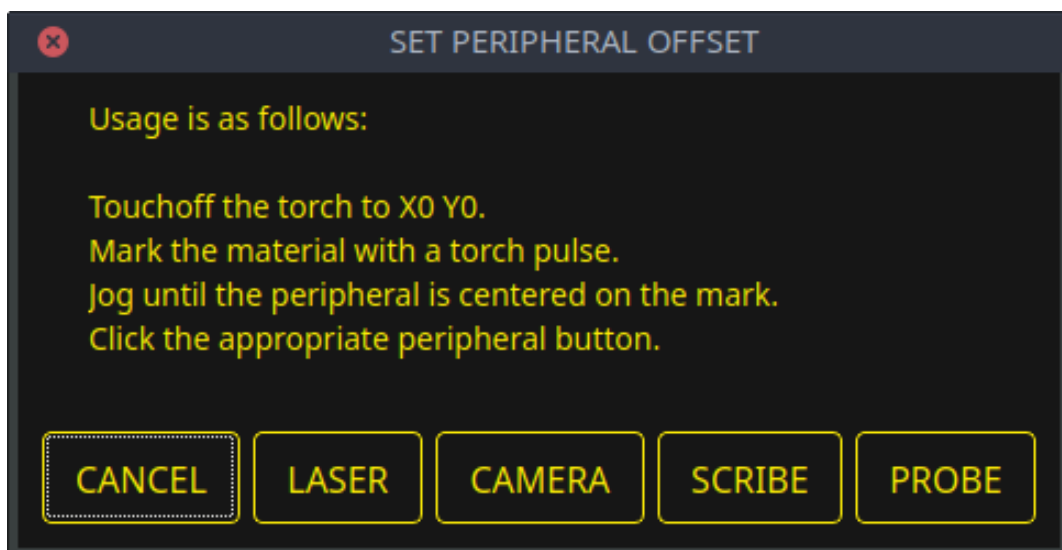 SET PERIPHERAL OFFSET
Usage is as follows:
Touchoff the torch to X0 Y0.
Mark the material with a torch pulse.
Jog until the peripheral is centered on the mark.
Click the appropriate peripheral button.
CANCEL LASER CAMERA SCRIBE PROBE